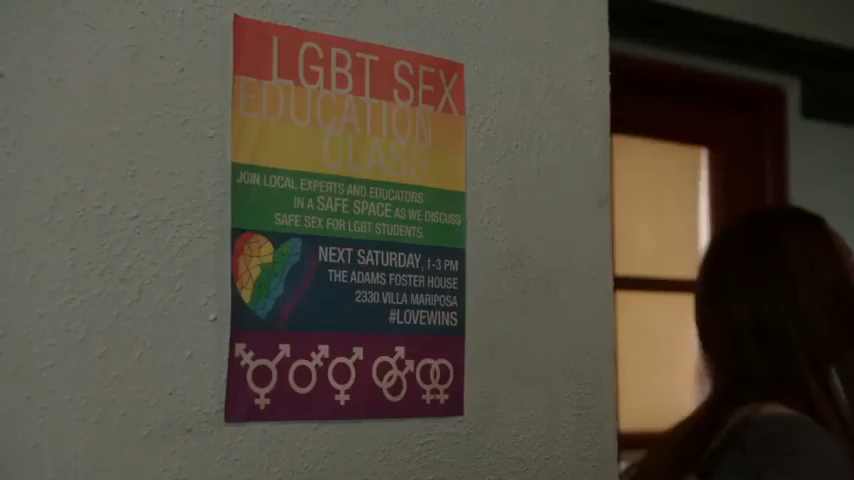 LGBT SEX
EDUCATION
CLASS
JOIN LOCAL EXPERTS AND EDUCATORS
IN A SAFE SPACE AS WE DISCUSS
SAFE SEX FOR LGBT STUDENTS.
NEXT SATURDAY, 1-3 PM
THE ADAMS FOSTER HOUSE
2330 VILLA MARIPOSA
#LOVEWINS